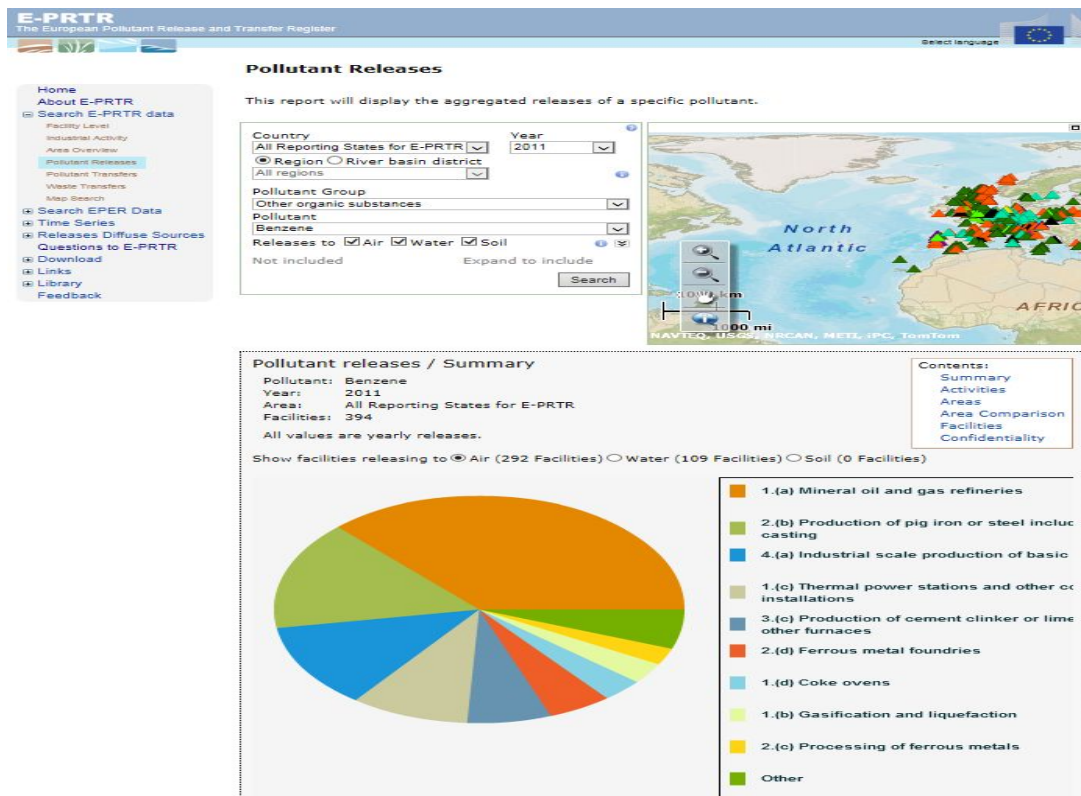 E-PRTR
The European Pollutant Release and Transfer Register
Select language
Home
About E-PRTR
Search E-PRTR data
Facility Level
Industrial Activity
Area Overview
Pollutant Releases
Pollutant Transfers
Waste Transfers
Map Search
Search EPER Data
Time Series
Releases Diffuse Sources
Questions to E-PRTR
Download
Links
Library
Feedback
Pollutant Releases
This report will display the aggregated releases of a specific pollutant.
Country Year
All Reporting States for E-PRTR 2011
Region River basin district
All regions
Pollutant Group
Other organic substances
Pollutant
Benzene
Releases to Air Water Soil
Not included Expand to include
Search
North
Atlantic
AFRIC
km
1000 mi
NAVTEQ, USGS, NRCAN, METI, iPC, TomTom
Pollutant releases / Summary
Pollutant: Benzene
Year: 2011
Area: All Reporting States for E-PRTR
Facilities: 394
All values are yearly releases.
Contents:
Summary
Activities
Areas
Area Comparison
Facilities
Confidentiality
Show facilities releasing to Air (292 Facilities) Water (109 Facilities) Soil (0 Facilities)
1.(a) Mineral oil and gas refineries
2.(b) Production of pig iron or steel incluc
casting
4.(a) Industrial scale production of basic
1.(c) Thermal power stations and other cc
installations
3.(c) Production of cement clinker or lime
other furnaces
2.(d) Ferrous metal foundries
1.(d) Coke ovens
1.(b) Gasification and liquefaction
2.(c) Processing of ferrous metals
Other